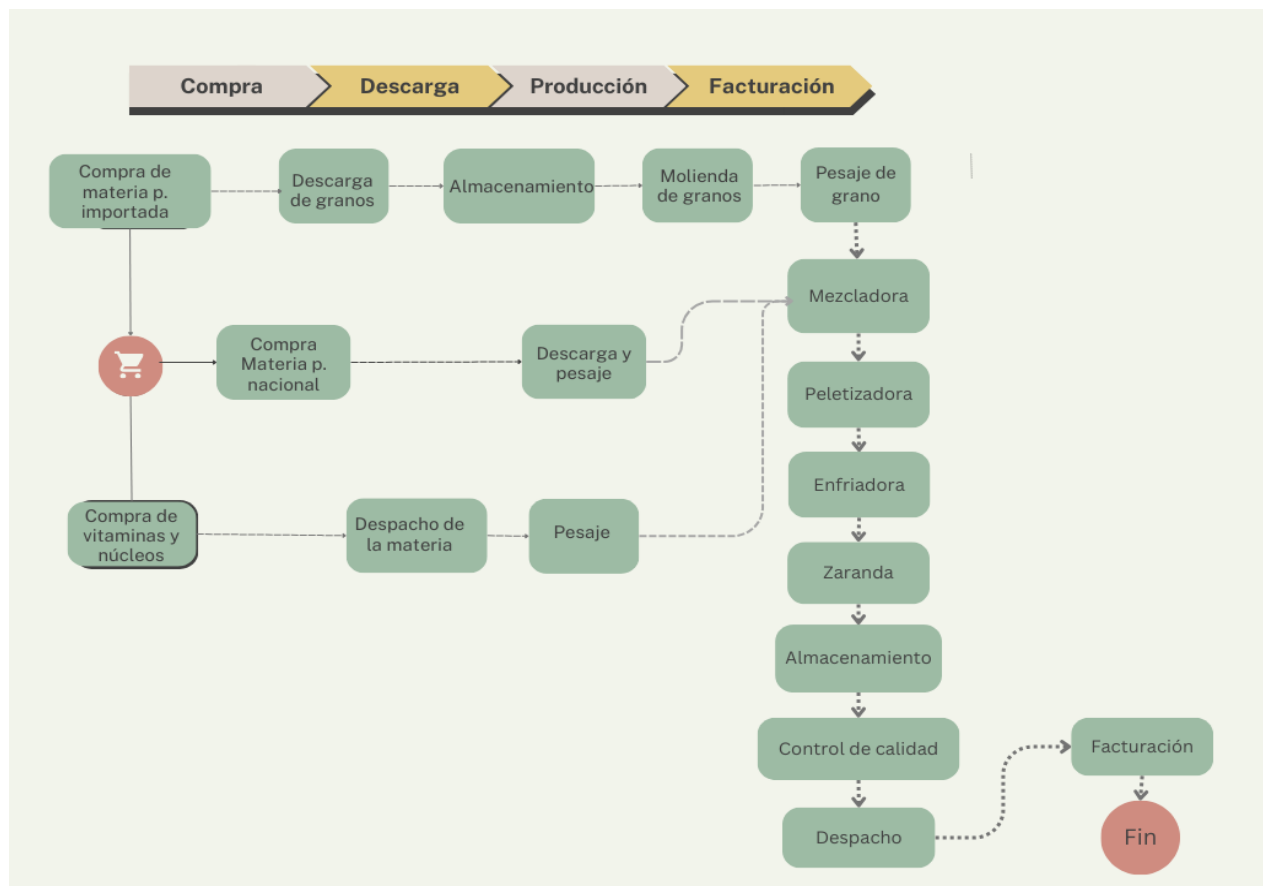 Compra
Descarga
Producción
Facturación
Compra de
materia p.
importada
Descarga
de granos
Almacenamiento
Molienda
de granos
Pesaje de
grano
Mezcladora
Compra
Materia p.
nacional
Descarga y
pesaje
Peletizadora
Enfriadora
Compra de
vitaminas y
núcleos
Despacho de
la materia
Pesaje
Zaranda
Almacenamiento
Control de calidad
Despacho
Facturación
Fin